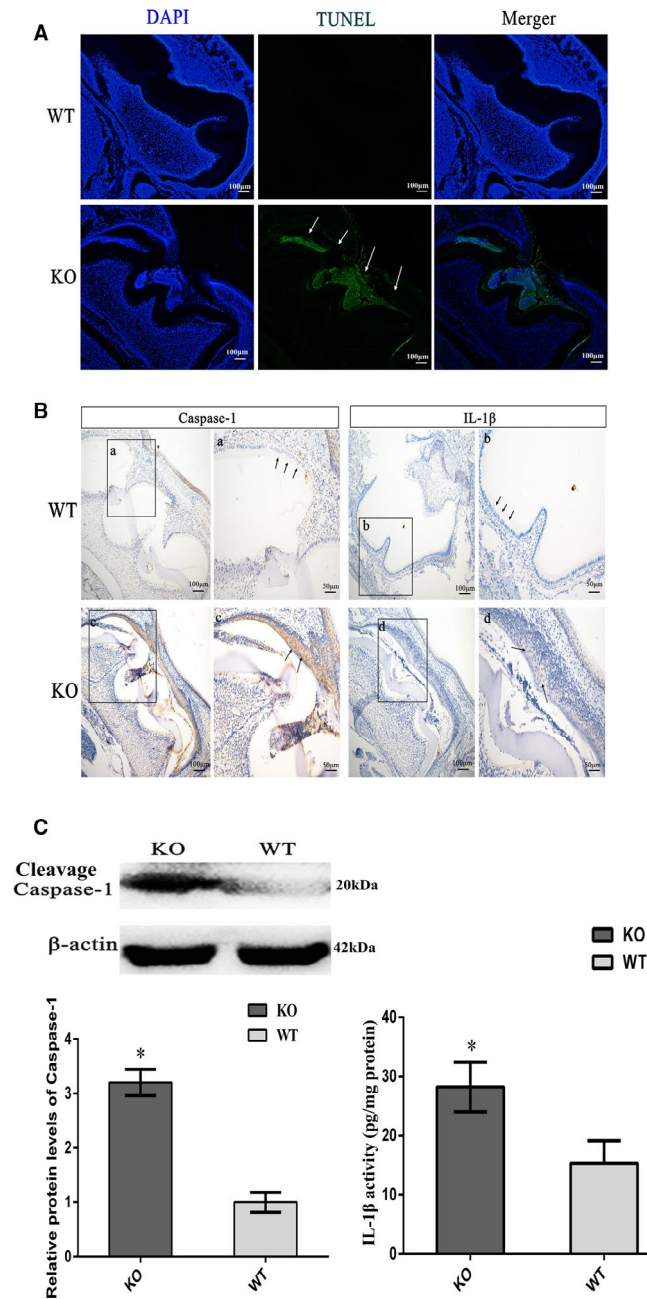 A
DAPI TUNEL Merger
WT
100μm 100μm 100μm
KO
100μm 100μm 100μm
B
Caspase-1 IL-1β
WT
a a b b
100μm 50μm 100μm 50μm
KO
c c d d
100μm 50μm 100μm 50μm
C
KO WT
Cleavage
Caspase-1 20kDa
β-actin 42kDa
KO
WT
Relative protein levels of Caspase-1
4
3
2
1
0
*
KO
WT
KO WT
IL-1β activity (pg/mg protein)
40
30
20
10
0
*
KO WT